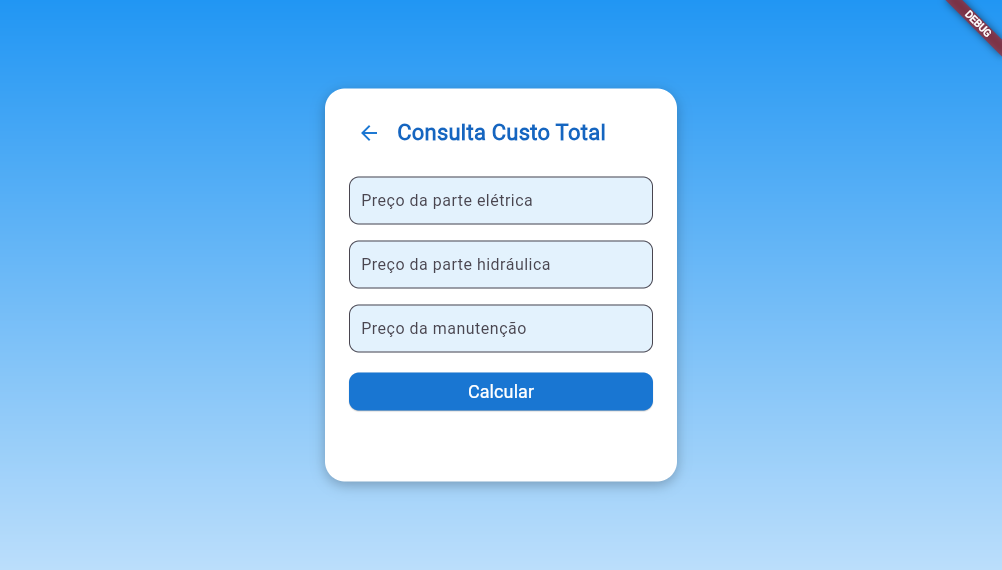 DEBUG
Consulta Custo Total
Preço da parte elétrica
Preço da parte hidráulica
Preço da manutenção
Calcular